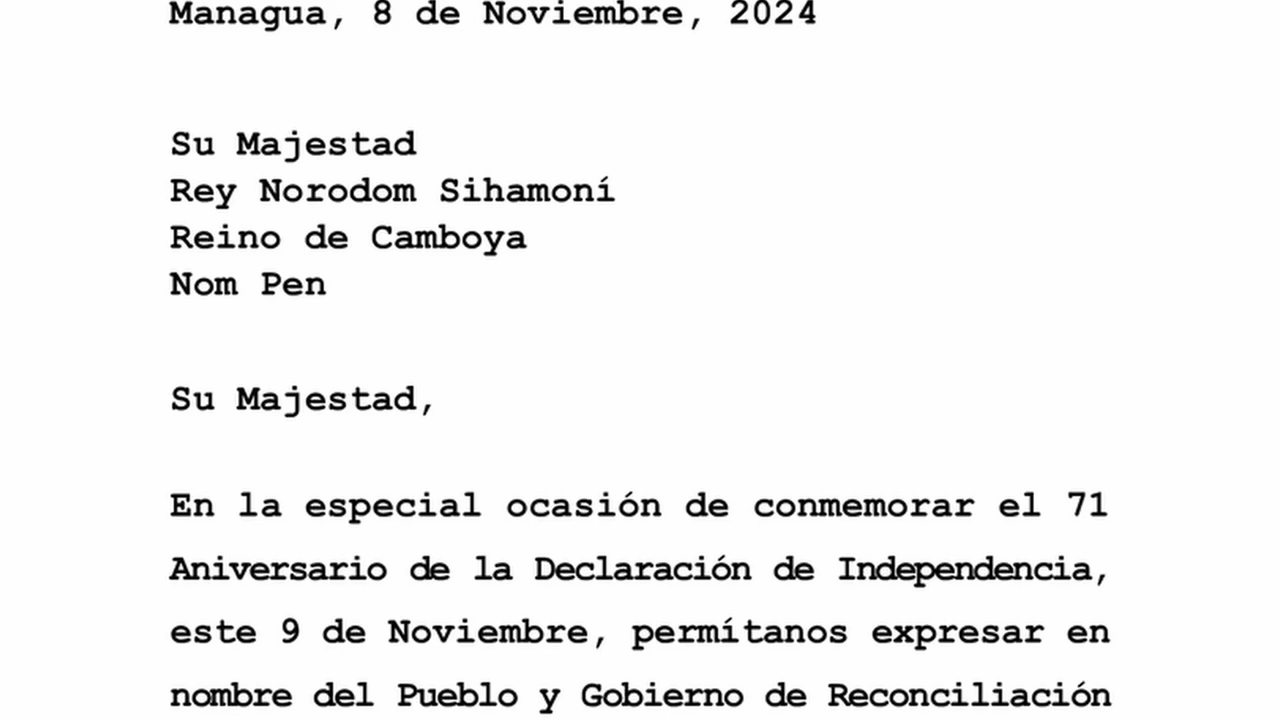 Managua, 8 de Noviembre, 2024
Su Majestad
Rey Norodom Sihamoní
Reino de Camboya
Nom Pen
Su Majestad,
En la especial ocasión de conmemorar el 71
Aniversario de la Declaración de Independencia,
este 9 de Noviembre, permítanos expresar en
nombre del Pueblo y Gobierno de Reconciliación